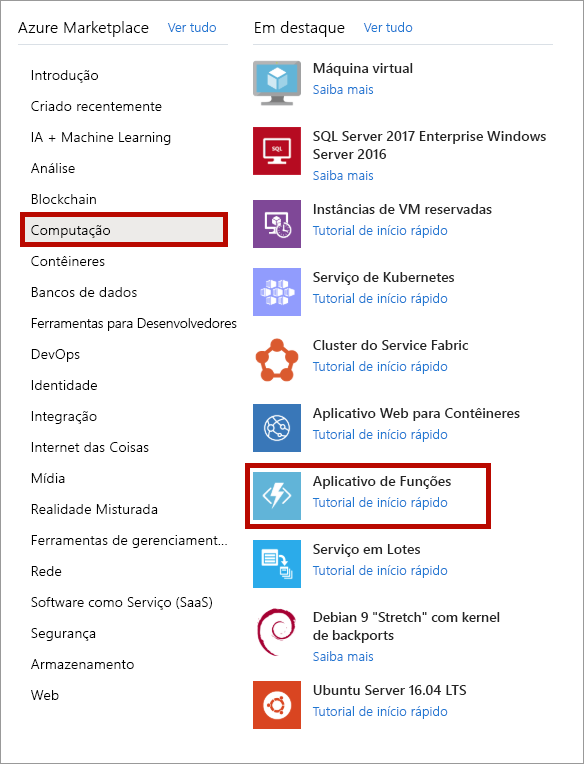 Azure Marketplace Ver tudo
Introdução
Criado recentemente
IA + Machine Learning
Análise
Blockchain
Computação
Contêineres
Bancos de dados
Ferramentas para Desenvolvedores
DevOps
Identidade
Integração
Internet das Coisas
Mídia
Realidade Misturada
Ferramentas de gerenciament...
Rede
Software como Serviço (SaaS)
Segurança
Armazenamento
Web
Em destaque Ver tudo
Máquina virtual
Saiba mais
SQL
SQL Server 2017 Enterprise Windows
Server 2016
Saiba mais
Instâncias de VM reservadas
Tutorial de início rápido
Serviço de Kubernetes
Tutorial de início rápido
Cluster do Service Fabric
Tutorial de início rápido
Aplicativo Web para Contêineres
Tutorial de início rápido
Aplicativo de Funções
Tutorial de início rápido
Serviço em Lotes
Tutorial de início rápido
Debian 9 "Stretch" com kernel
de backports
Saiba mais
Ubuntu Server 16.04 LTS
Tutorial de início rápido